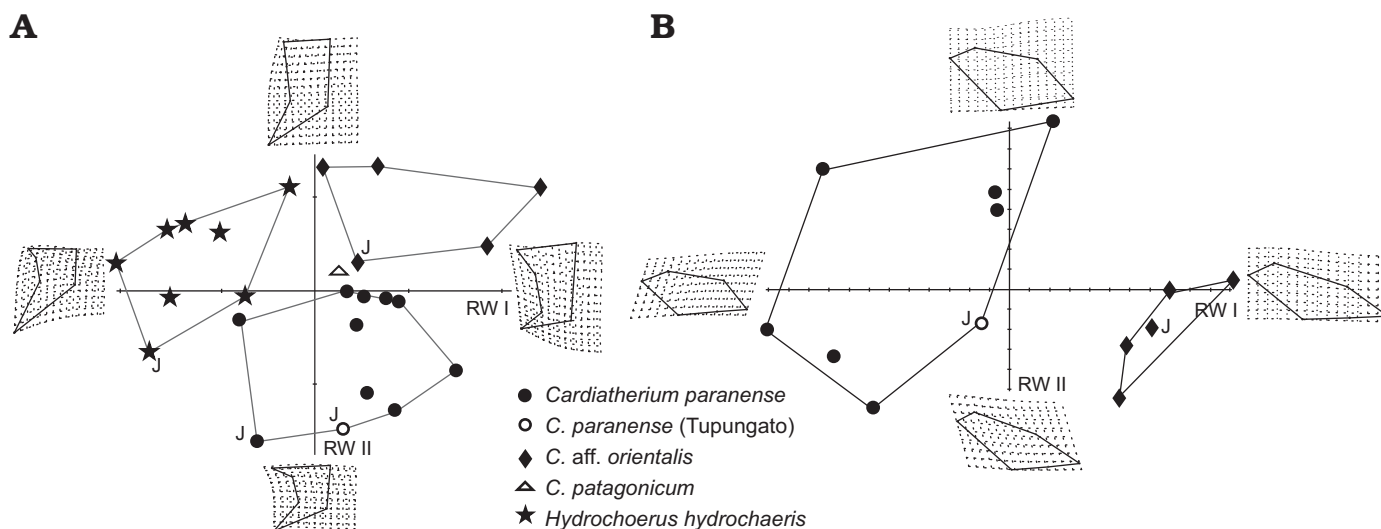 A
B
J
RW I
J
J
J
RW II
J
RW I
RW II
Cardiatherium paranense
C. paranense (Tupungato)
C. aff. orientalis
C. patagonicum
Hydrochoerus hydrochaeris
J
J